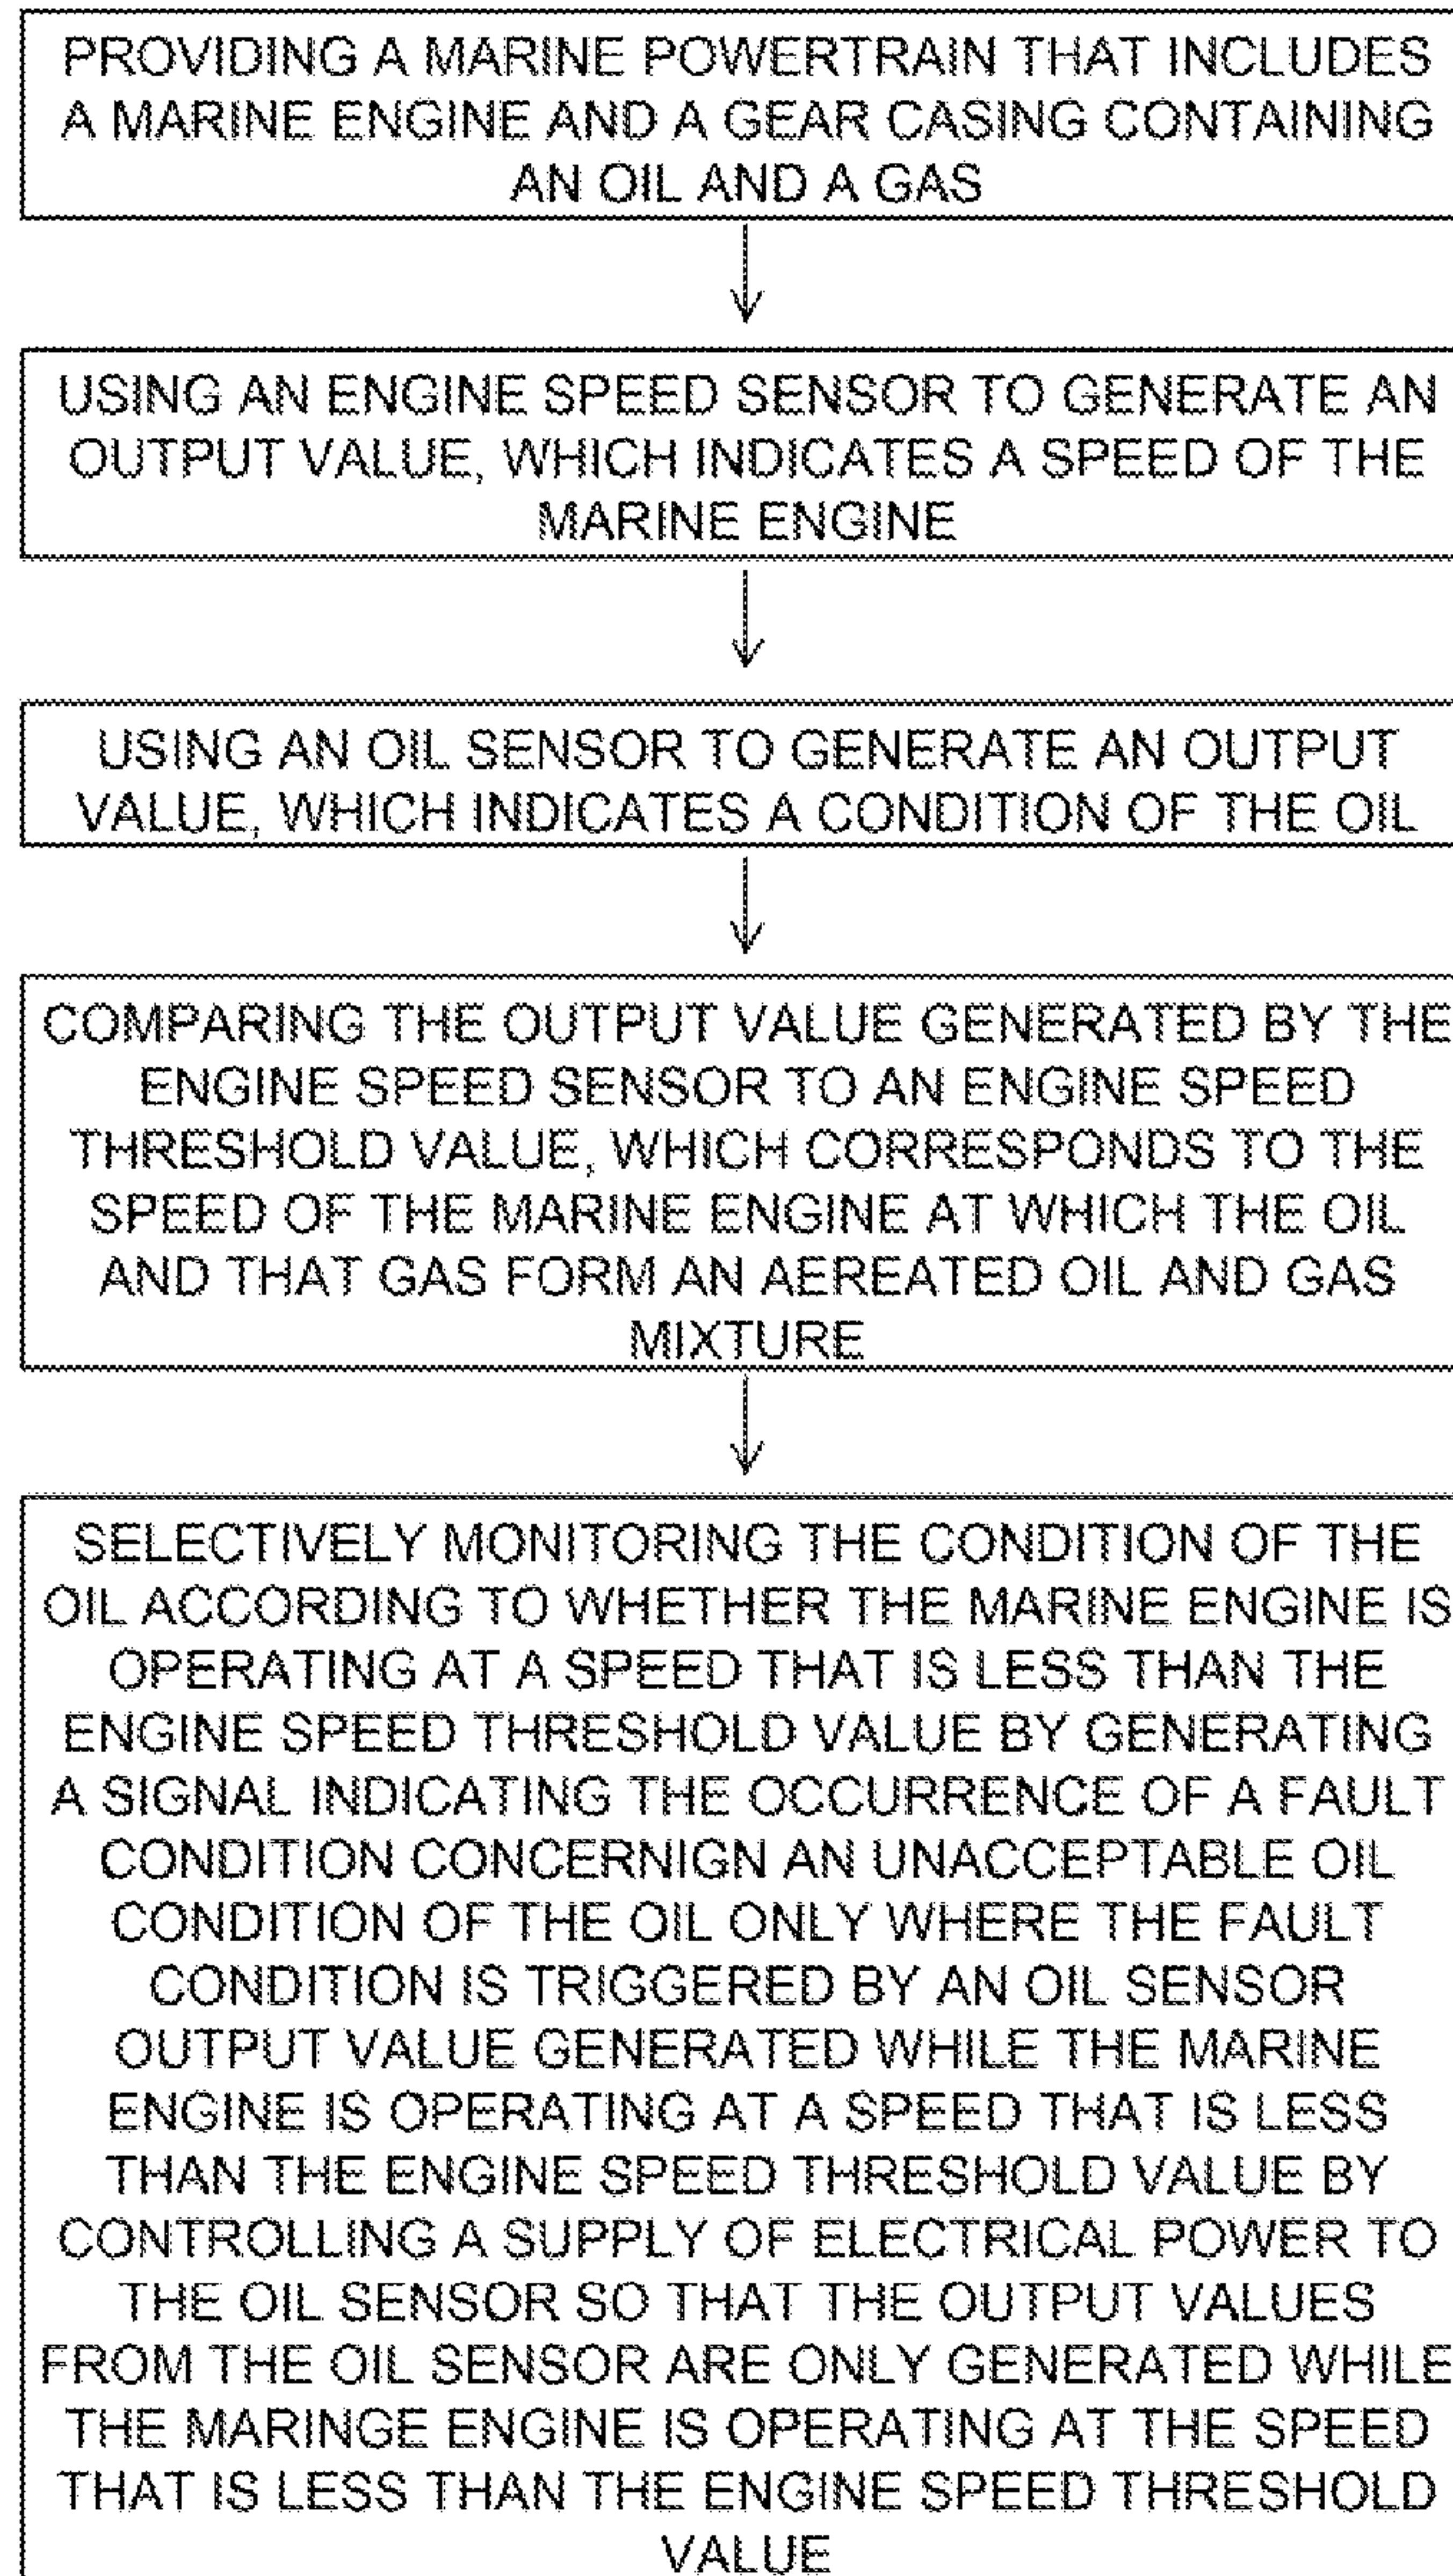 PROVIDING A MARINE POWERTRAIN THAT INCLUDES
A MARINE ENGINE AND A GEAR CASING CONTAINING
AN OIL AND A GAS
USING AN ENGINE SPEED SENSOR TO GENERATE AN
OUTPUT VALUE, WHICH INDICATES A SPEED OF THE
MARINE ENGINE
USING AN OIL SENSOR TO GENERATE AN OUTPUT
VALUE, WHICH INDICATES A CONDITION OF THE OIL
COMPARING THE OUTPUT VALUE GENERATED BY THE
ENGINE SPEED SENSOR TO AN ENGINE SPEED
THRESHOLD VALUE, WHICH CORRESPONDS TO THE
SPEED OF THE MARINE ENGINE AT WHICH THE OIL
AND THAT GAS FORM AN AEREATED OIL AND GAS
MIXTURE
SELECTIVELY MONITORING THE CONDITION OF THE
OIL ACCORDING TO WHETHER THE MARINE ENGINE IS
OPERATING AT A SPEED THAT IS LESS THAN THE
ENGINE SPEED THRESHOLD VALUE BY GENERATING
A SIGNAL INDICATING THE OCCURRENCE OF A FAULT
CONDITION CONCERNIGN AN UNACCEPTABLE OIL
CONDITION OF THE OIL ONLY WHERE THE FAULT
CONDITION IS TRIGGERED BY AN OIL SENSOR
OUTPUT VALUE GENERATED WHILE THE MARINE
ENGINE IS OPERATING AT A SPEED THAT IS LESS
THAN THE ENGINE SPEED THRESHOLD VALUE BY
CONTROLLING A SUPPLY OF ELECTRICAL POWER TO
THE OIL SENSOR SO THAT THE OUTPUT VALUES
FROM THE OIL SENSOR ARE ONLY GENERATED WHILE
THE MARINGE ENGINE IS OPERATING AT THE SPEED
THAT IS LESS THAN THE ENGINE SPEED THRESHOLD
VALUE